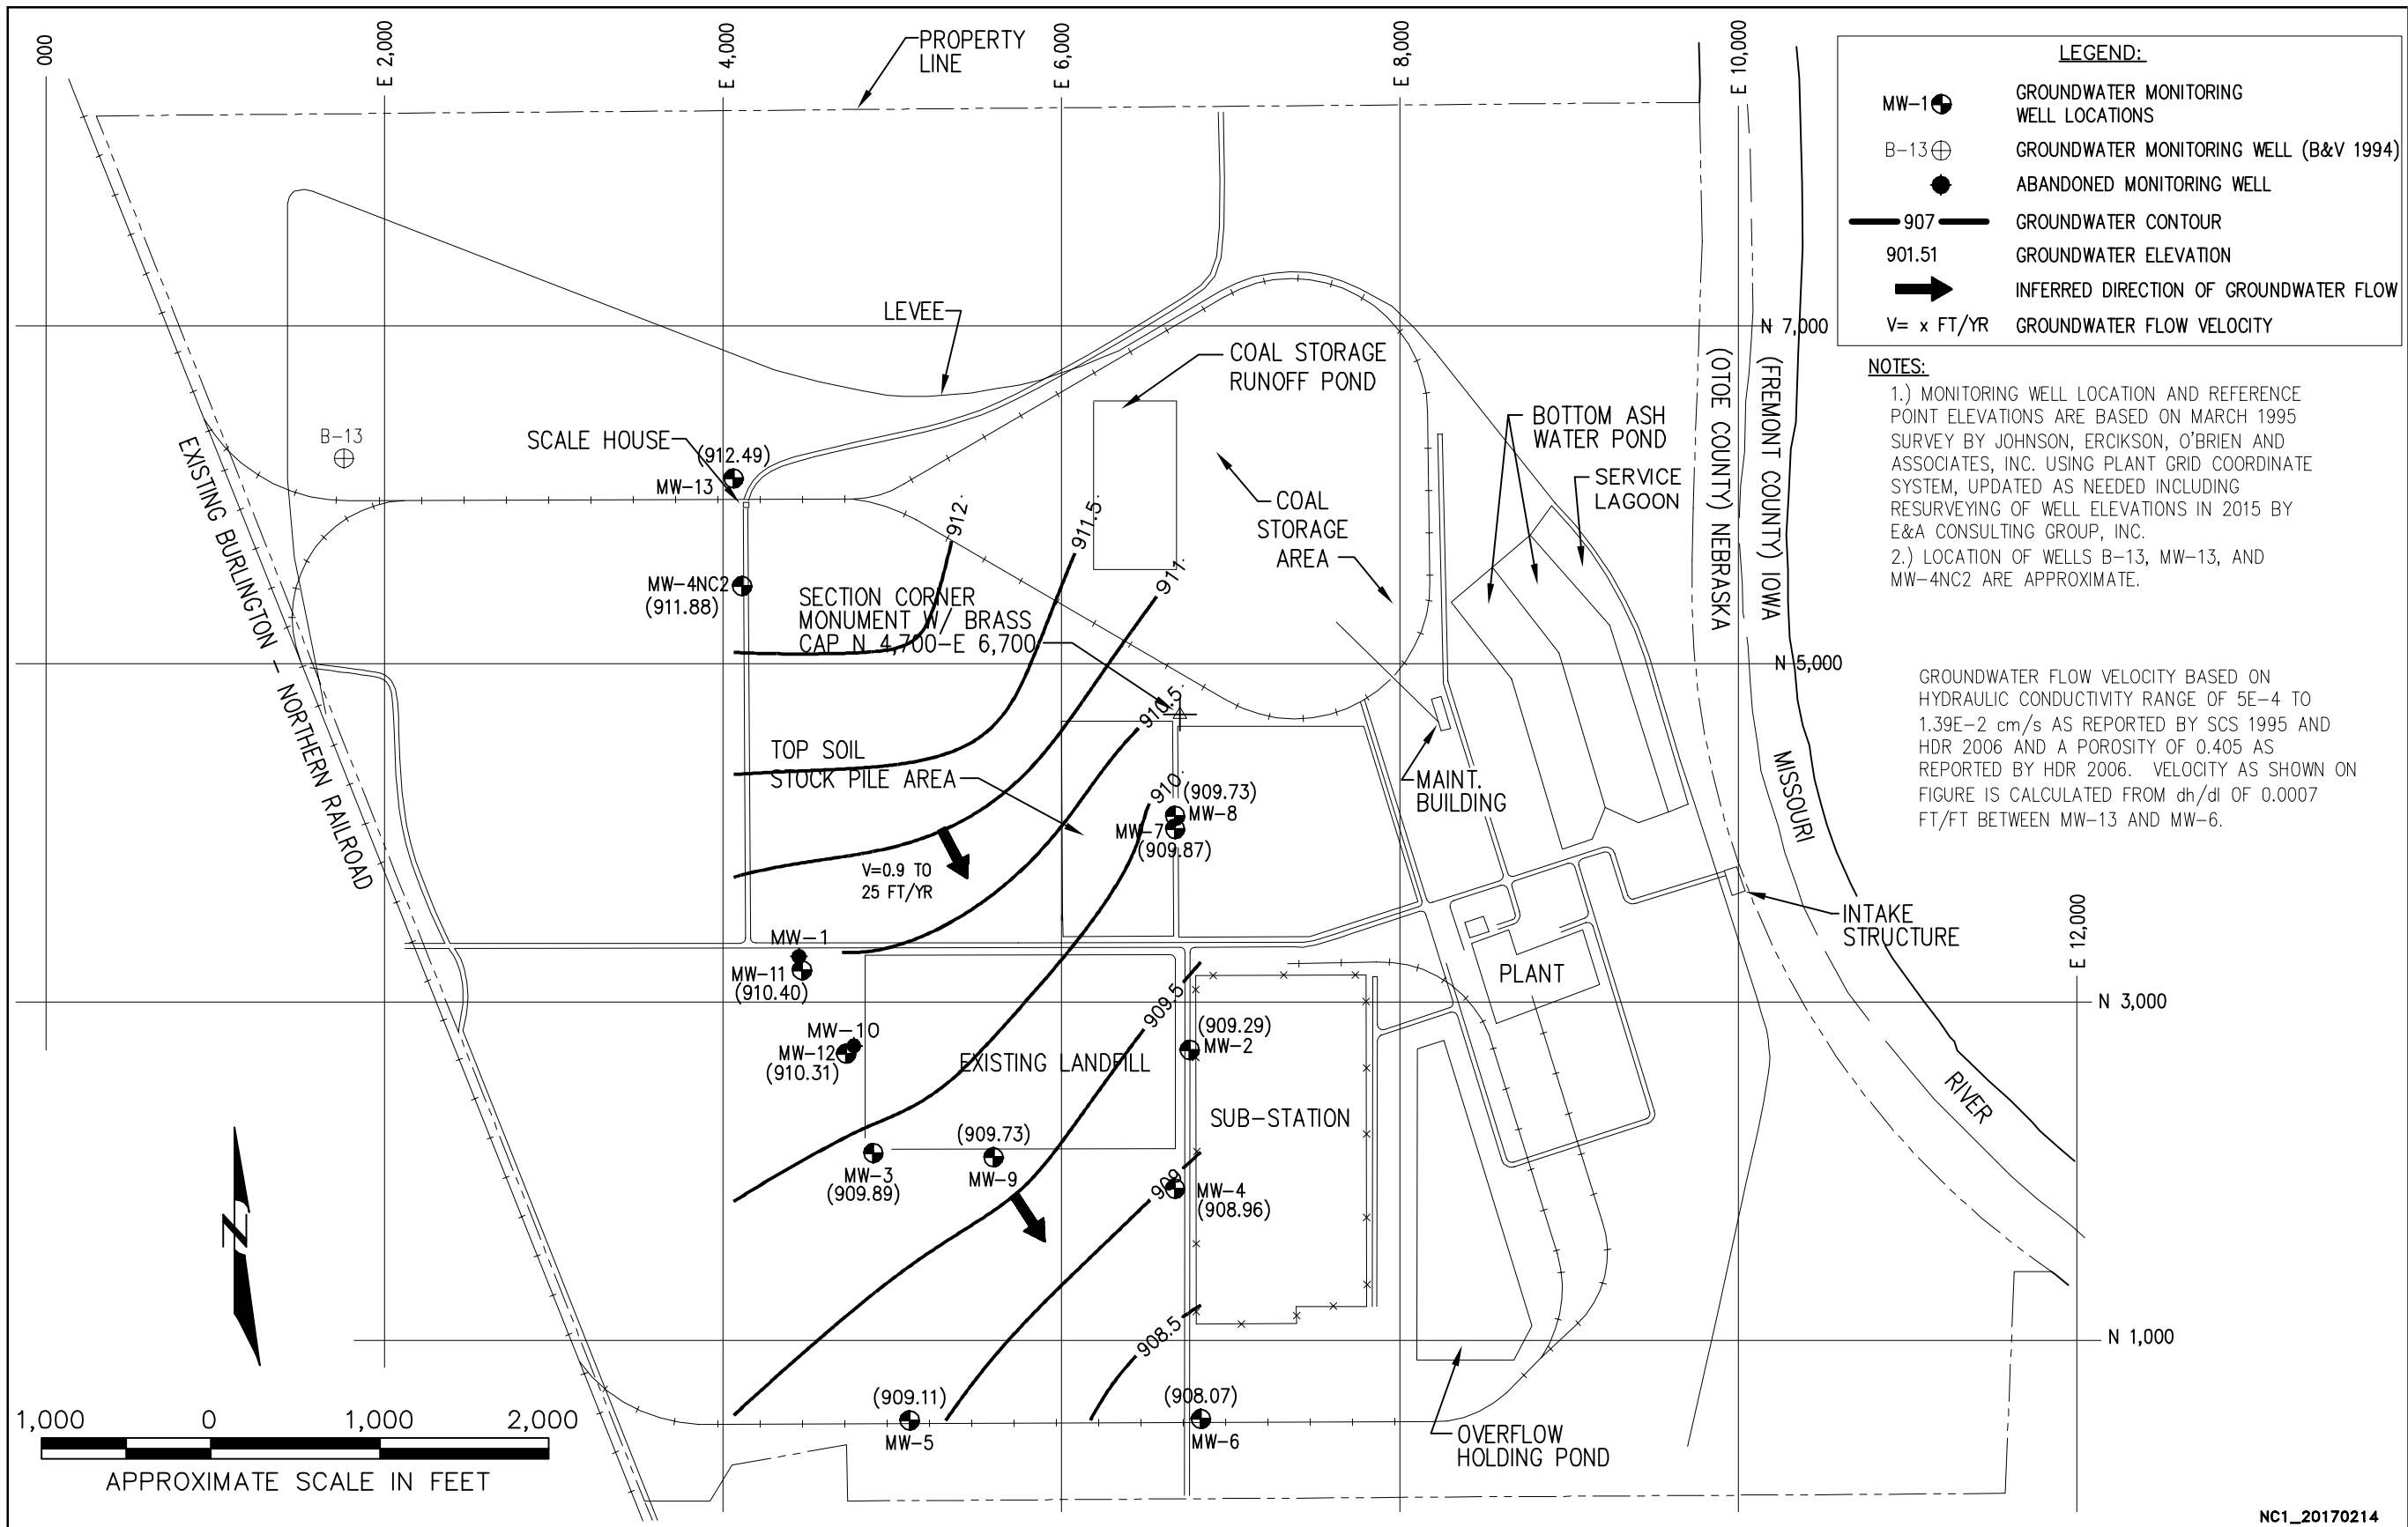 000
E 2,000
E 4,000
E 6,000
E 8,000
E 10,000
E 12,000
N 7,000
N 5,000
N 3,000
N 1,000
PROPERTY
LINE
LEGEND:
MW-1
GROUNDWATER MONITORING
WELL LOCATIONS
B-13
GROUNDWATER MONITORING WELL (B&V 1994)
ABANDONED MONITORING WELL
907
GROUNDWATER CONTOUR
901.51
GROUNDWATER ELEVATION
INFERRED DIRECTION OF GROUNDWATER FLOW
V= x FT/YR
GROUNDWATER FLOW VELOCITY
NOTES:
1.) MONITORING WELL LOCATION AND REFERENCE
POINT ELEVATIONS ARE BASED ON MARCH 1995
SURVEY BY JOHNSON, ERCIKSON, O'BRIEN AND
ASSOCIATES, INC. USING PLANT GRID COORDINATE
SYSTEM, UPDATED AS NEEDED INCLUDING
RESURVEYING OF WELL ELEVATIONS IN 2015 BY
E&A CONSULTING GROUP, INC.
2.) LOCATION OF WELLS B-13, MW-13, AND
MW-4NC2 ARE APPROXIMATE.
GROUNDWATER FLOW VELOCITY BASED ON
HYDRAULIC CONDUCTIVITY RANGE OF 5E-4 TO
1.39E-2 cm/s AS REPORTED BY SCS 1995 AND
HDR 2006 AND A POROSITY OF 0.405 AS
REPORTED BY HDR 2006. VELOCITY AS SHOWN ON
FIGURE IS CALCULATED FROM dh/dl OF 0.0007
FT/FT BETWEEN MW-13 AND MW-6.
LEVEE
COAL STORAGE
RUNOFF POND
BOTTOM ASH
WATER POND
SERVICE
LAGOON
COAL
STORAGE
AREA
(OTOE COUNTY) NEBRASKA
(FREMONT COUNTY) IOWA
B-13
SCALE HOUSE
(912.49)
MW-13
EXISTING BURLINGTON - NORTHERN RAILROAD
MW-4NC2
(911.88)
SECTION CORNER
MONUMENT W/ BRASS
CAP N 4,700-E 6,700
912
911.5
911
910.5
910
909.5
909
908.5
TOP SOIL
STOCK PILE AREA
V=0.9 TO
25 FT/YR
(909.73)
MW-8
MW-7
(909.87)
MAINT.
BUILDING
MISSOURI
RIVER
INTAKE
STRUCTURE
PLANT
MW-1
MW-11
(910.40)
MW-10
MW-12
(910.31)
EXISTING LANDFILL
(909.29)
MW-2
SUB-STATION
MW-3
(909.89)
(909.73)
MW-9
MW-4
(908.96)
(909.11)
MW-5
(908.07)
MW-6
OVERFLOW
HOLDING POND
N
1,000 0 1,000 2,000
APPROXIMATE SCALE IN FEET
NC1_20170214